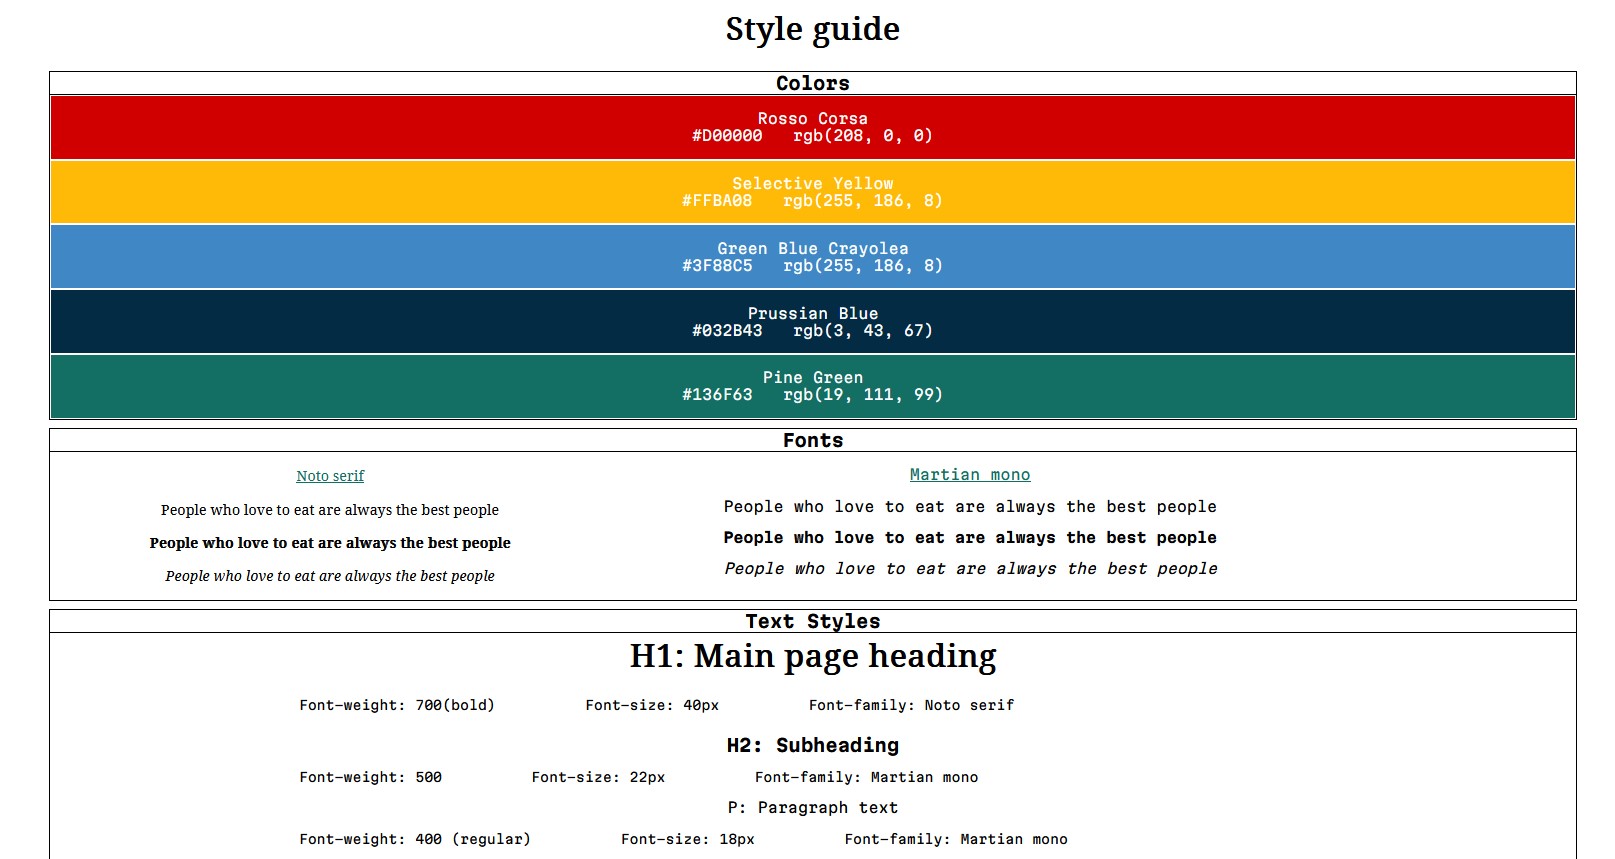 Style guide
Colors
Rosso Corsa
#D00000 rgb(208, 0, 0)
Selective Yellow
#FFBA08 rgb(255, 186, 8)
Green Blue Crayolea
#3F88C5 rgb(255, 186, 8)
Prussian Blue
#032B43 rgb(3, 43, 67)
Pine Green
#136F63 rgb(19, 111, 99)
Fonts
Noto serif
People who love to eat are always the best people
People who love to eat are always the best people
People who love to eat are always the best people
Martian mono
People who love to eat are always the best people
People who love to eat are always the best people
People who love to eat are always the best people
Text Styles
H1: Main page heading
Font-weight: 700(bold) Font-size: 40px Font-family: Noto serif
H2: Subheading
Font-weight: 500 Font-size: 22px Font-family: Martian mono
P: Paragraph text
Font-weight: 400 (regular) Font-size: 18px Font-family: Martian mono